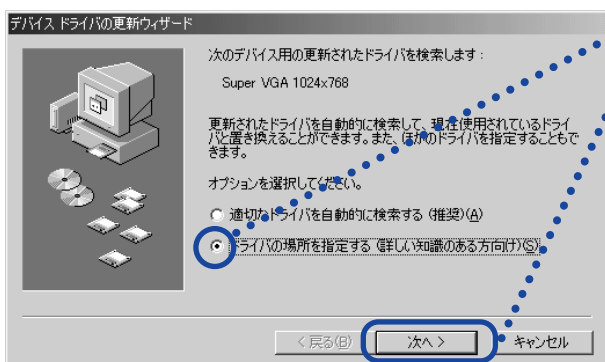 デバイス ドライバの更新ウィザード
次のデバイス用の更新されたドライバを検索します:
Super VGA 1024x768
更新されたドライバを自動的に検索して、現在使用されているドライ
バと置き換えることができます。また、ほかのドライバを指定することもで
きます。
オプションを選択してください。
適切なドライバを自動的に検索する (推奨)(A)
ドライバの場所を指定する (詳しい知識のある方向け)(S)
< 戻る(B)
次へ >
キャンセル